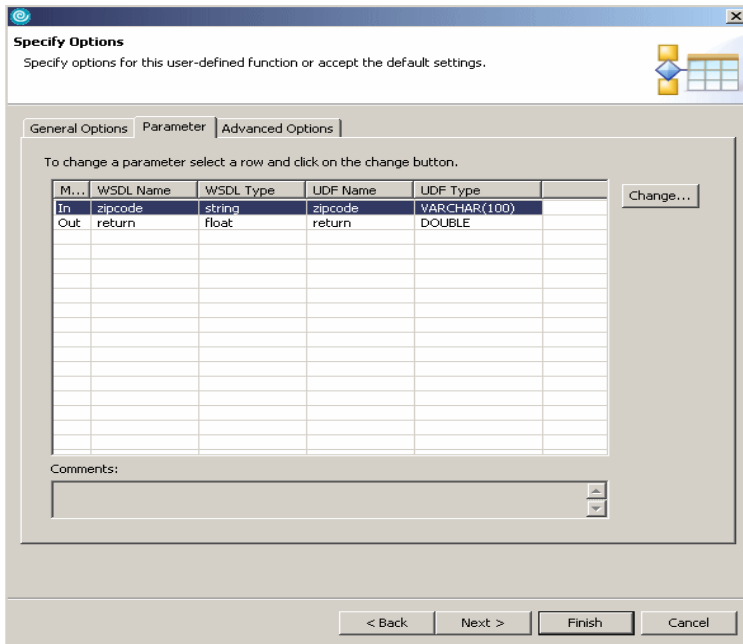 Specify Options
Specify options for this user-defined function or accept the default settings.
General Options Parameter Advanced Options
To change a parameter select a row and click on the change button.
M... WSDL Name WSDL Type UDF Name UDF Type
Change...
In zipcode string zipcode VARCHAR(100)
Out return float return DOUBLE
Comments:
< Back Next > Finish Cancel